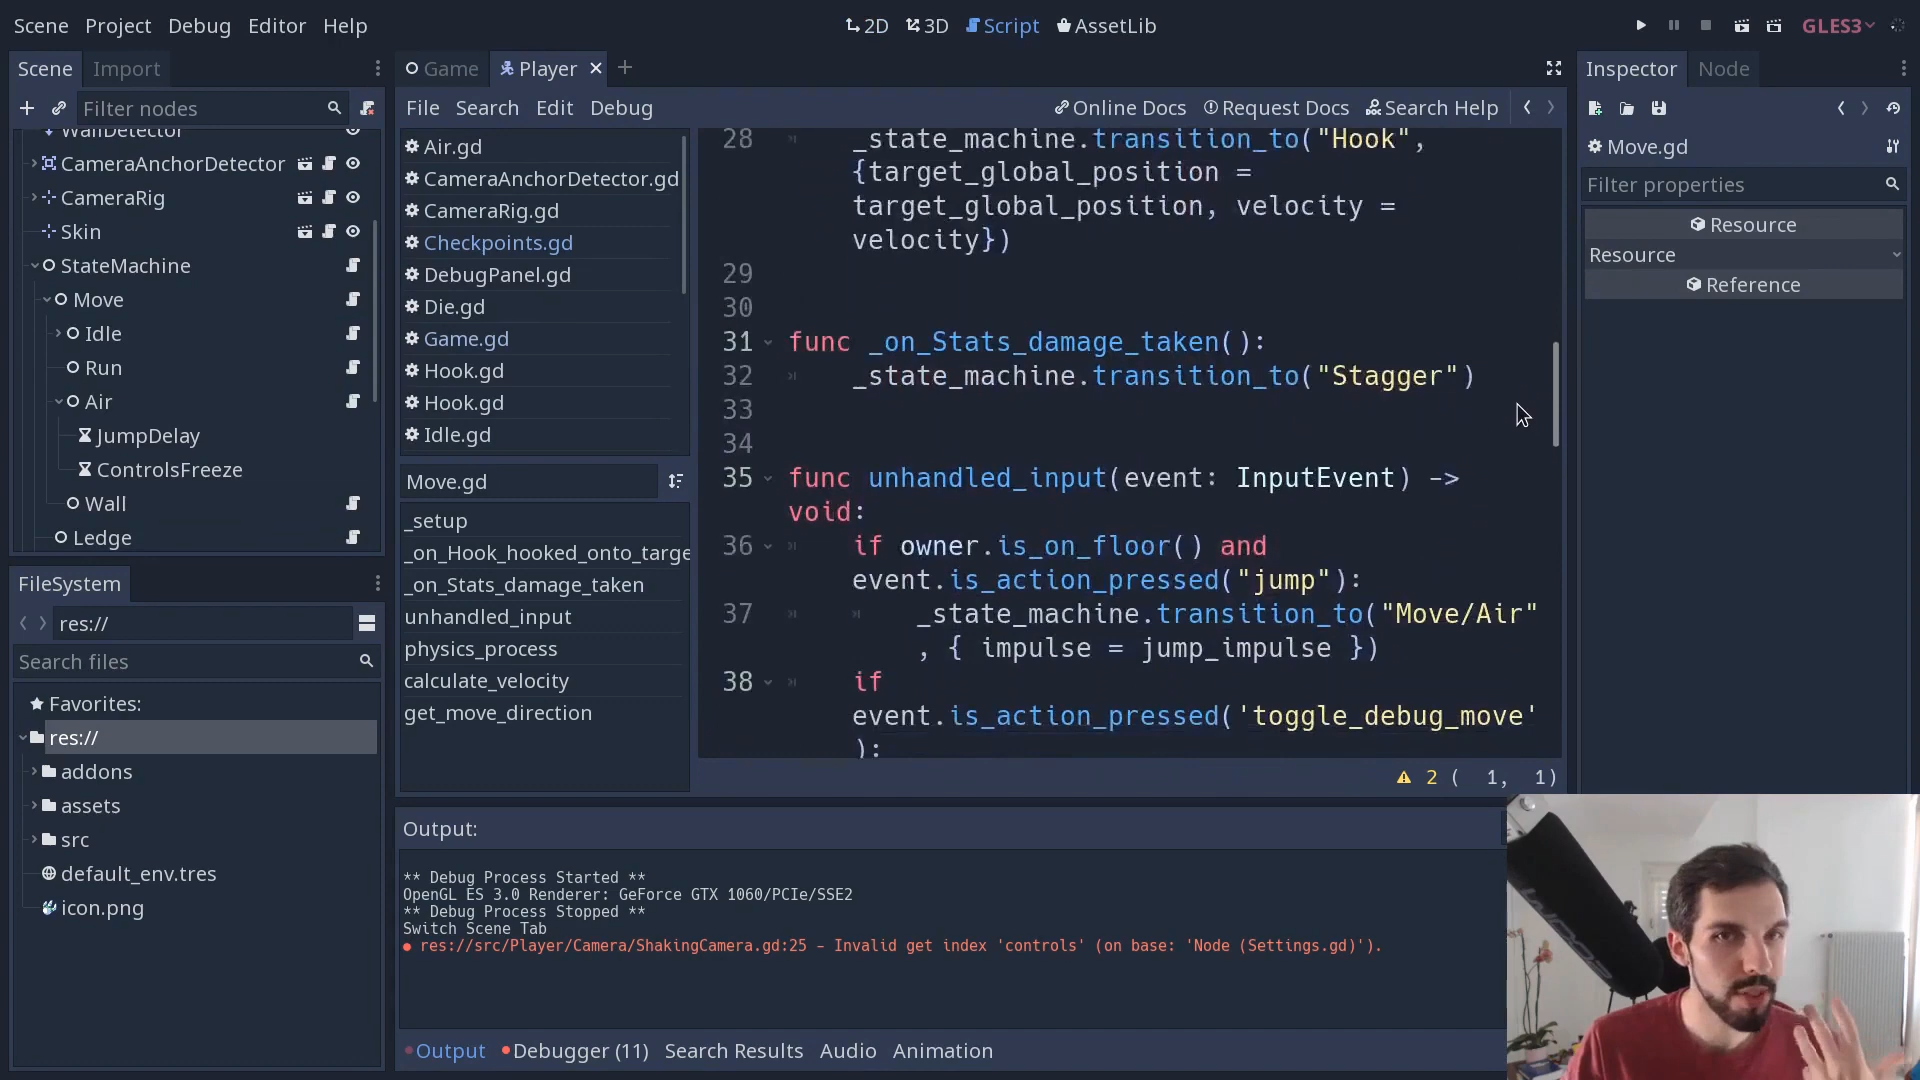 Scene Project Debug Editor Help
2D 3D Script AssetLib
GLES3
Scene Import
Filter nodes
WallDetector
CameraAnchorDetector
CameraRig
Skin
StateMachine
Move
Idle
Run
Air
JumpDelay
ControlsFreeze
Wall
Ledge
FileSystem
res://
Search files
Favorites:
res://
addons
assets
src
default_env.tres
icon.png
Game Player
File Search Edit Debug
Online Docs Request Docs Search Help
Air.gd
CameraAnchorDetector.gd
CameraRig.gd
Checkpoints.gd
DebugPanel.gd
Die.gd
Game.gd
Hook.gd
Hook.gd
Idle.gd
Move.gd
_setup
_on_Hook_hooked_onto_targe
_on_Stats_damage_taken
unhandled_input
physics_process
calculate_velocity
get_move_direction
28 _state_machine.transition_to("Hook",
{target_global_position =
target_global_position, velocity =
velocity})
29
30
31 func _on_Stats_damage_taken():
32 _state_machine.transition_to("Stagger")
33
34
35 func unhandled_input(event: InputEvent) ->
void:
36 if owner.is_on_floor() and
event.is_action_pressed("jump"):
37 _state_machine.transition_to("Move/Air"
, { impulse = jump_impulse })
38 if
event.is_action_pressed('toggle_debug_move'
):
2 ( 1, 1)
Output:
** Debug Process Started **
OpenGL ES 3.0 Renderer: GeForce GTX 1060/PCIe/SSE2
** Debug Process Stopped **
Switch Scene Tab
res://src/Player/Camera/ShakingCamera.gd:25 - Invalid get index 'controls' (on base: 'Node (Settings.gd)').
Output Debugger (11) Search Results Audio Animation
Inspector Node
Move.gd
Filter properties
Resource
Resource
Reference